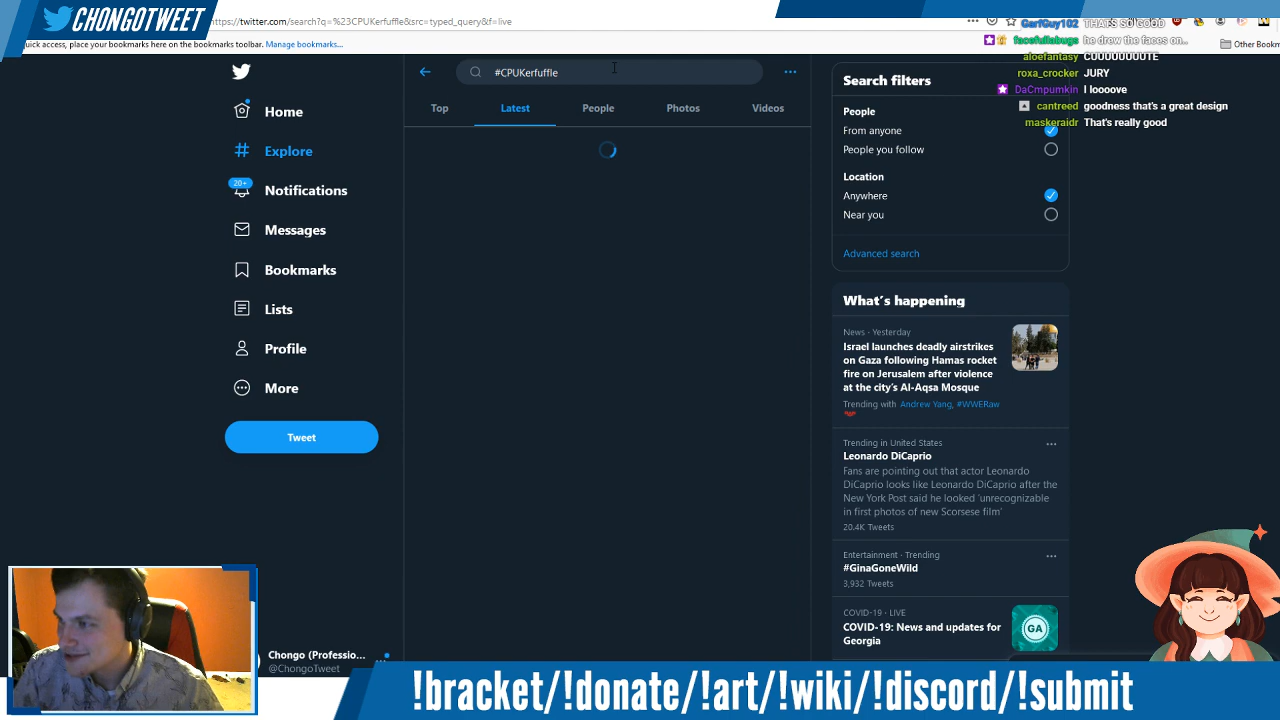 CHONGOTWEET
https://twitter.com/search?q=%23CPUKerfuffle&src=typed_query&f=live
quick access, place your bookmarks here on the bookmarks toolbar. Manage bookmarks...
Other Bookm
GarfGuy102 THATS SO GOOD
facefullabugs he drew the faces on..
aloefantasy CUUUUUUUTE
roxa_crocker JURY
DaCmpumkin I loooove
cantreed goodness that's a great design
maskeraidr That's really good
Home
Explore
20+
Notifications
Messages
Bookmarks
Lists
Profile
More
Tweet
Chongo (Professio...
@ChongoTweet
#CPUKerfuffle
Top Latest People Photos Videos
Search filters
People
From anyone
People you follow
Location
Anywhere
Near you
Advanced search
What's happening
News · Yesterday
Israel launches deadly airstrikes
on Gaza following Hamas rocket
fire on Jerusalem after violence
at the city's Al-Aqsa Mosque
Trending with Andrew Yang, #WWERaw
Trending in United States
Leonardo DiCaprio
Fans are pointing out that actor Leonardo
DiCaprio looks like Leonardo DiCaprio after the
New York Post said he looked 'unrecognizable
in first photos of new Scorsese film'
20.4K Tweets
Entertainment · Trending
#GinaGoneWild
3,932 Tweets
COVID-19 · LIVE
COVID-19: News and updates for
Georgia
GA
!bracket/!donate/!art/!wiki/!discord/!submit